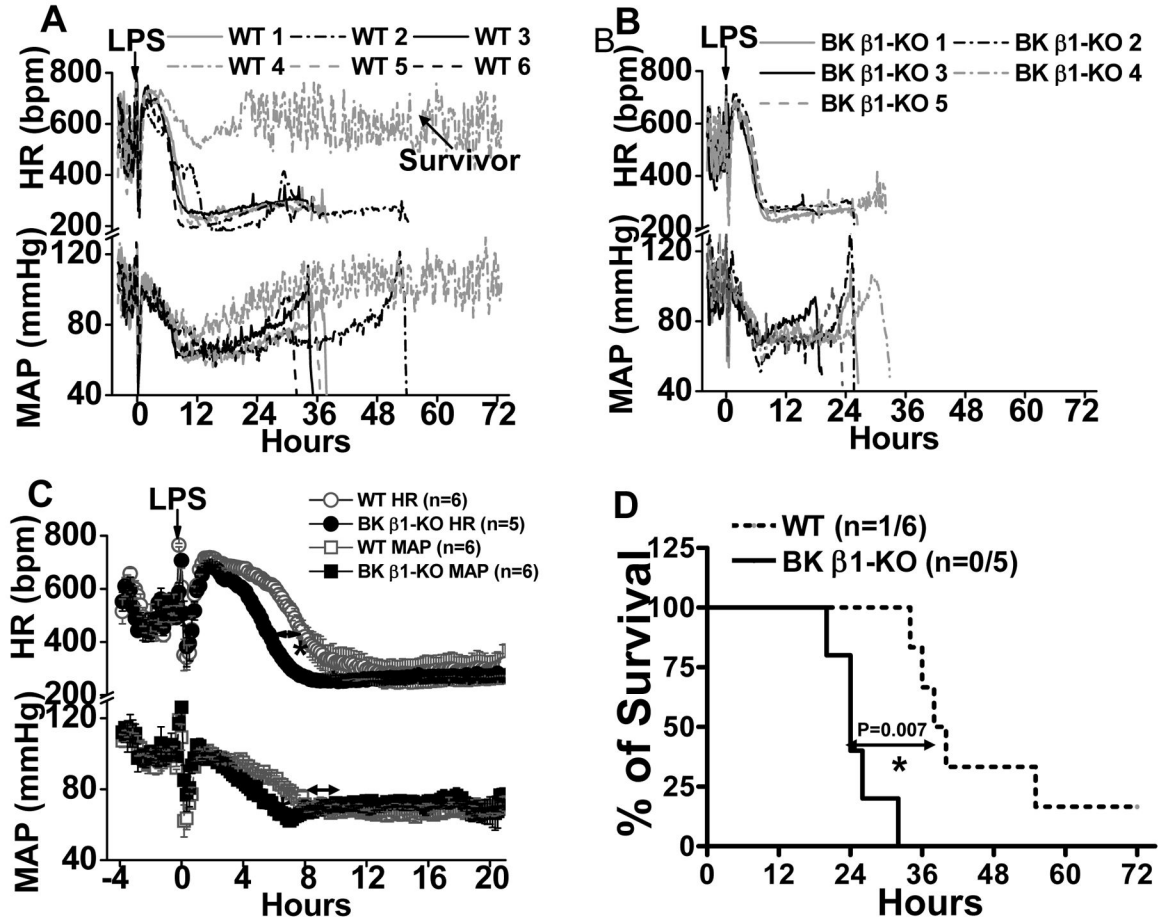 A
LPS
WT 1 WT 2 WT 3
WT 4 WT 5 WT 6
HR (bpm)
800
600
400
200
Survivor
MAP (mmHg)
120
80
40
0 12 24 36 48 60 72
Hours
B B
LPS
BK β1-KO 1 BK β1-KO 2
BK β1-KO 3 BK β1-KO 4
BK β1-KO 5
HR (bpm)
800
600
400
200
MAP (mmHg)
120
80
40
0 12 24 36 48 60 72
Hours
C
LPS
WT HR (n=6)
BK β1-KO HR (n=5)
WT MAP (n=6)
BK β1-KO MAP (n=6)
HR (bpm)
800
600
400
200
*
MAP (mmHg)
120
80
40
-4 0 4 8 12 16 20
Hours
D
WT (n=1/6)
BK β1-KO (n=0/5)
% of Survival
125
100
75
50
25
0
P=0.007
*
0 12 24 36 48 60 72
Hours